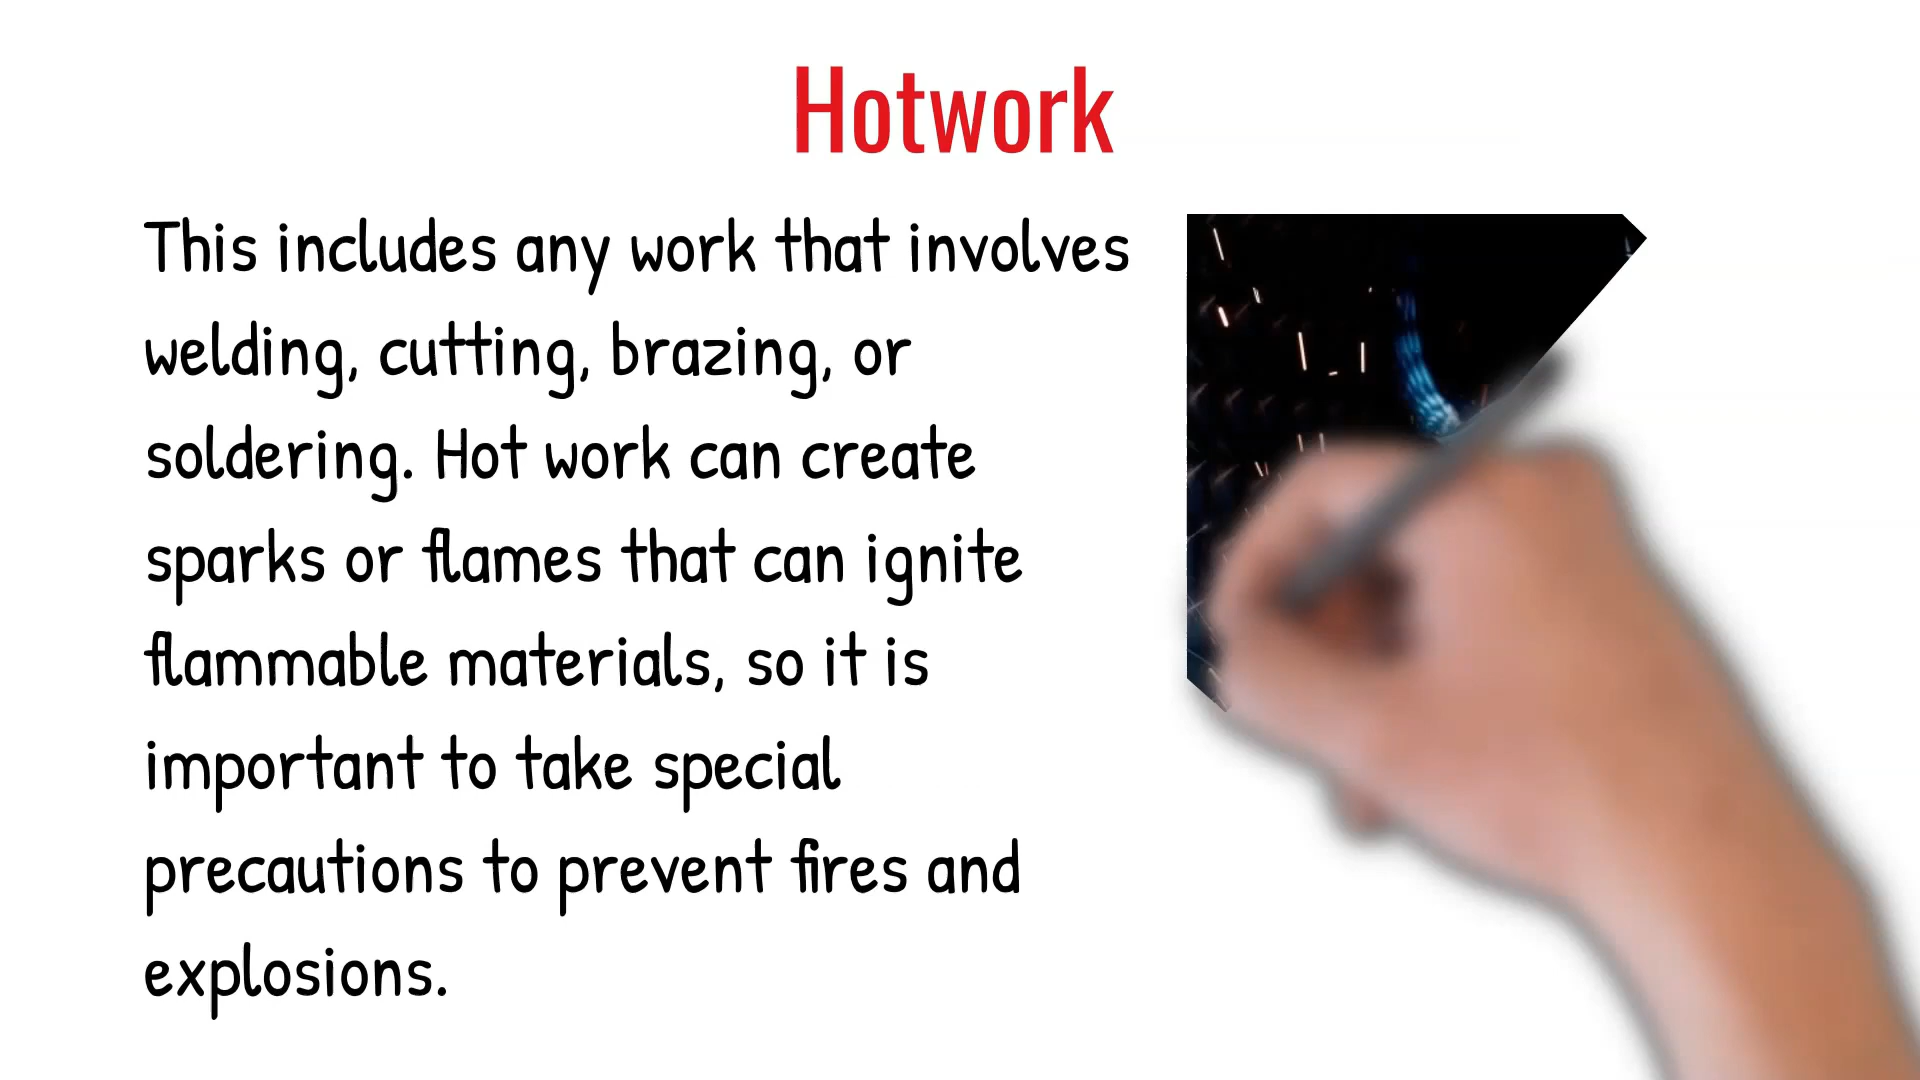 Hotwork
This includes any work that involves
welding, cutting, brazing, or
soldering. Hot work can create
sparks or flames that can ignite
flammable materials, so it is
important to take special
precautions to prevent fires and
explosions.